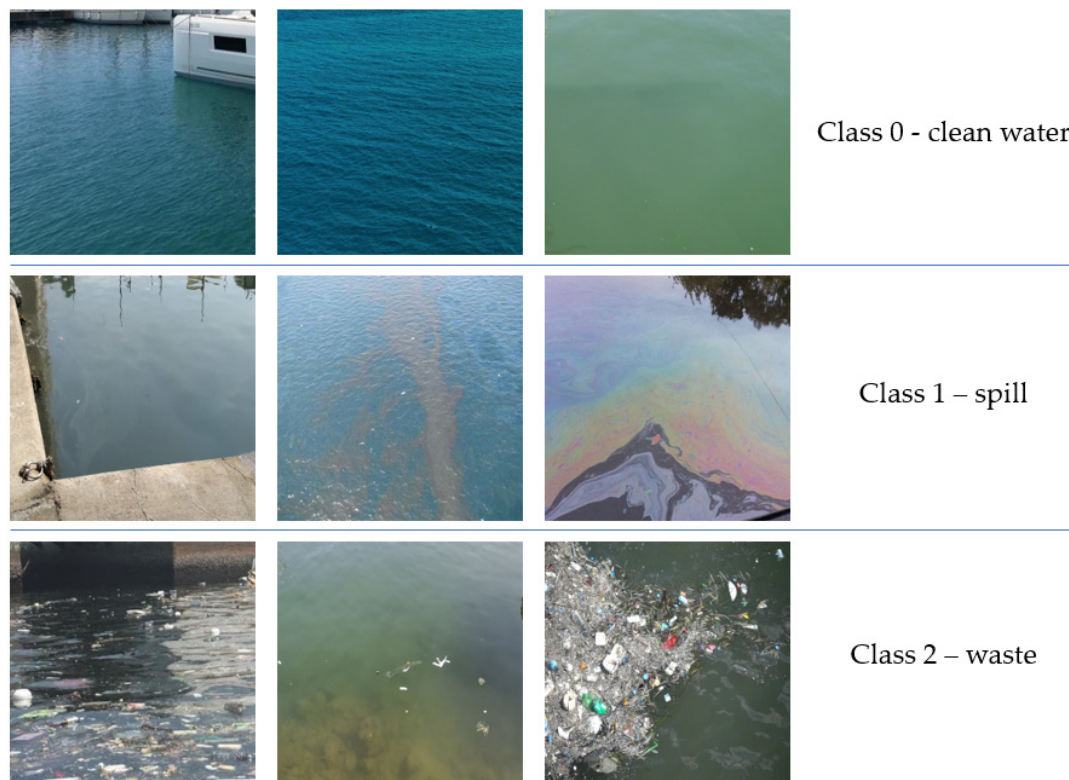 Class 0 - clean water
Class 1 – spill
Class 2 – waste